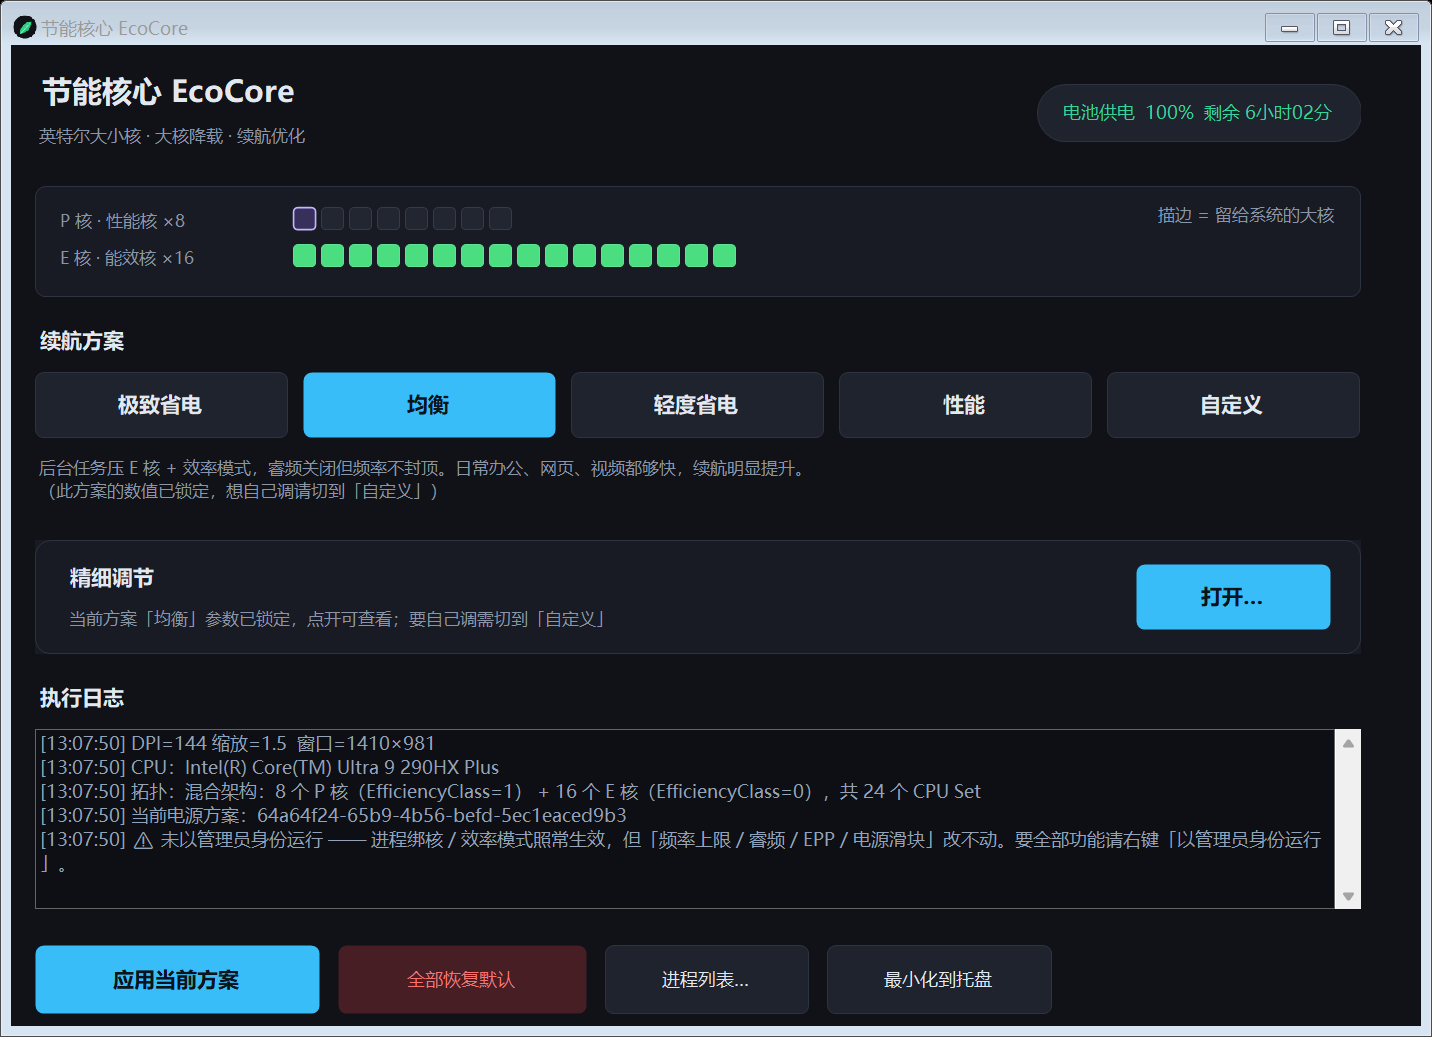 节能核心 EcoCore
节能核心 EcoCore
英特尔大小核 · 大核降载 · 续航优化
电池供电 100% 剩余 6小时02分
P 核 · 性能核 ×8
描边 = 留给系统的大核
E 核 · 能效核 ×16
续航方案
极致省电
均衡
轻度省电
性能
自定义
后台任务压 E 核 + 效率模式，睿频关闭但频率不封顶。日常办公、网页、视频都够快，续航明显提升。
（此方案的数值已锁定，想自己调请切到「自定义」）
精细调节
当前方案「均衡」参数已锁定，点开可查看；要自己调需切到「自定义」
打开...
执行日志
[13:07:50] DPI=144 缩放=1.5 窗口=1410×981
[13:07:50] CPU：Intel(R) Core(TM) Ultra 9 290HX Plus
[13:07:50] 拓扑：混合架构：8 个 P 核（EfficiencyClass=1） + 16 个 E 核（EfficiencyClass=0），共 24 个 CPU Set
[13:07:50] 当前电源方案：64a64f24-65b9-4b56-befd-5ec1eaced9b3
[13:07:50] ⚠ 未以管理员身份运行 —— 进程绑核 / 效率模式照常生效，但「频率上限 / 睿频 / EPP / 电源滑块」改不动。要全部功能请右键「以管理员身份运行
」。
应用当前方案
全部恢复默认
进程列表...
最小化到托盘